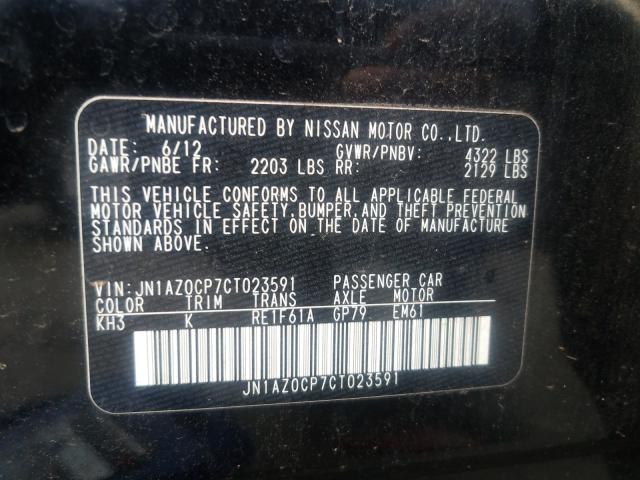 MANUFACTURED BY NISSAN MOTOR CO.,LTD.
DATE: 6/12 GVWR/PNBV: 4322 LBS
GAWR/PNBE FR: 2203 LBS RR: 2129 LBS
THIS VEHICLE CONFORMS TO ALL APPLICABLE FEDERAL
MOTOR VEHICLE SAFETY,BUMPER,AND THEFT PREVENTION
STANDARDS IN EFFECT ON THE DATE OF MANUFACTURE
SHOWN ABOVE.
VIN:JN1AZ0CP7CT023591 PASSENGER CAR
COLOR TRIM TRANS AXLE MOTOR
KH3 K RE1F61A GP79 EM61
JN1AZ0CP7CT023591